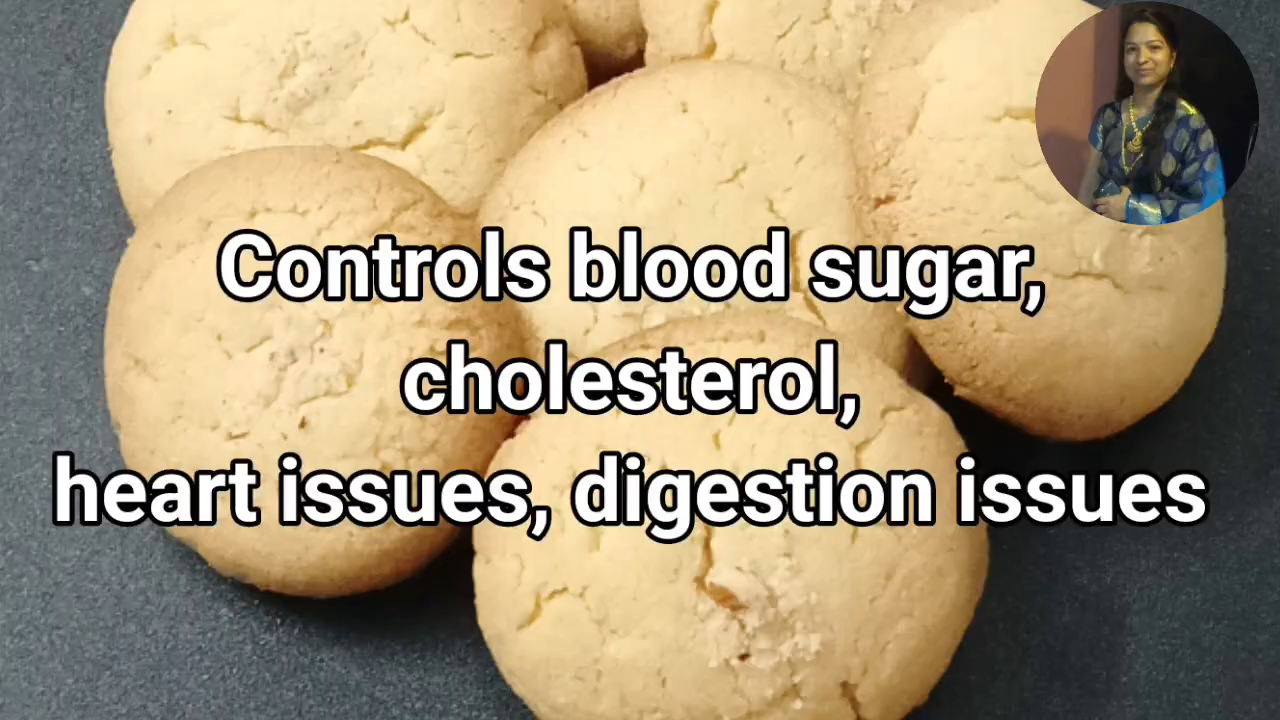 Controls blood sugar,
cholesterol,
heart issues, digestion issues